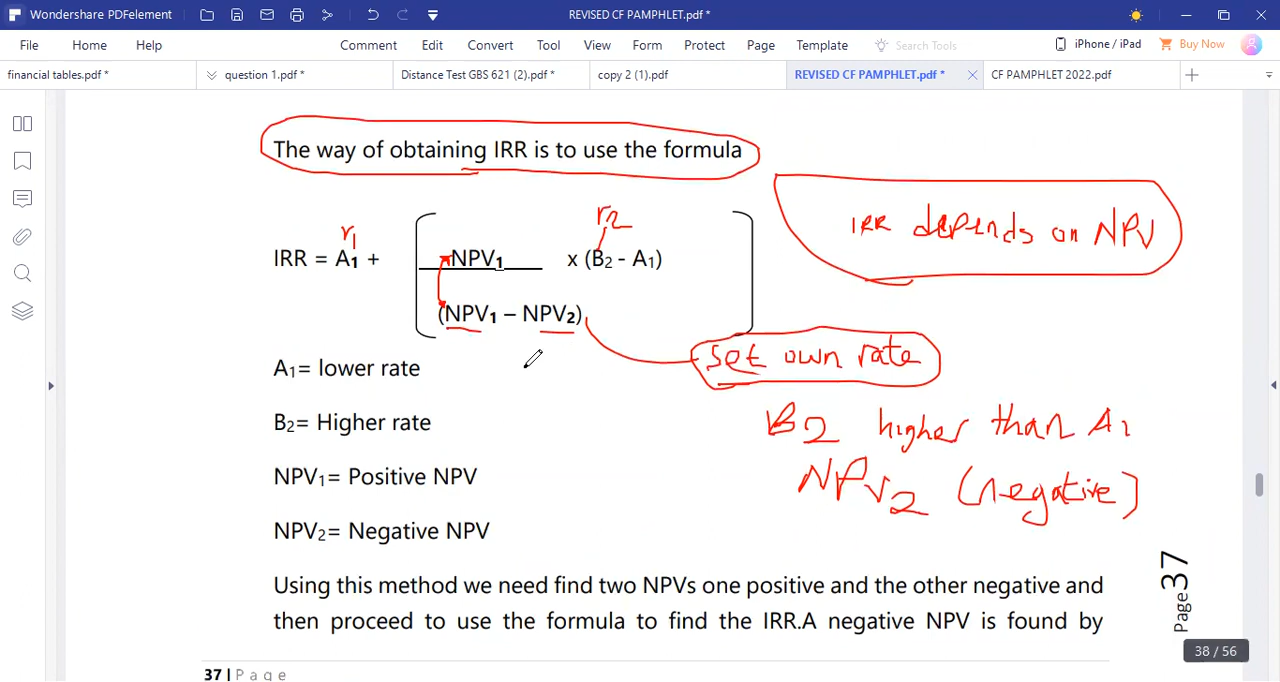 Wondershare PDFelement
REVISED CF PAMPHLET.pdf *
File Home Help Comment Edit Convert Tool View Form Protect Page Template Search Tools iPhone / iPad Buy Now
financial tables.pdf * question 1.pdf * Distance Test GBS 621 (2).pdf * copy 2 (1).pdf REVISED CF PAMPHLET.pdf * CF PAMPHLET 2022.pdf
The way of obtaining IRR is to use the formula
IRR depends on NPV
r1 r2
IRR = A1 + NPV1 x (B2 - A1)
(NPV1 – NPV2)
set own rate
A1= lower rate
B2= Higher rate
B2 higher than A1
NPV1= Positive NPV
NPV2 (negative)
NPV2= Negative NPV
Using this method we need find two NPVs one positive and the other negative and
then proceed to use the formula to find the IRR.A negative NPV is found by
Page 37
38 / 56
37 | P a g e